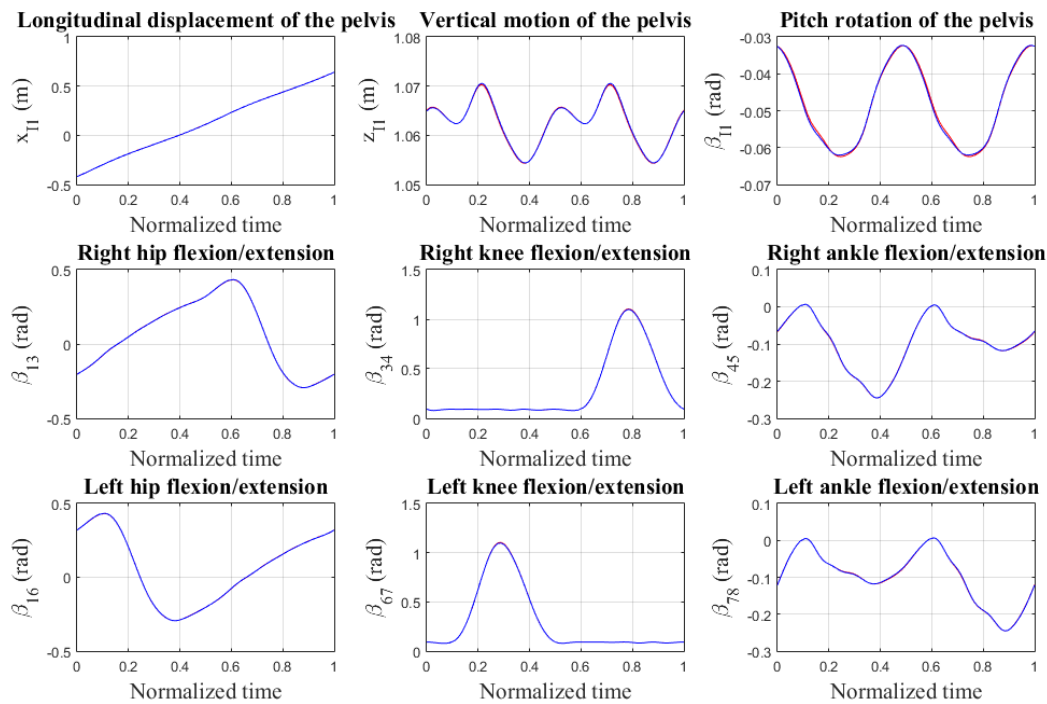 Longitudinal displacement of the pelvis
Vertical motion of the pelvis
Pitch rotation of the pelvis
1
0.5
0
-0.5
x_I1 (m)
0 0.2 0.4 0.6 0.8 1
Normalized time
1.08
1.07
1.06
1.05
z_I1 (m)
0 0.2 0.4 0.6 0.8 1
Normalized time
-0.03
-0.04
-0.05
-0.06
-0.07
β_I1 (rad)
0 0.2 0.4 0.6 0.8 1
Normalized time
Right hip flexion/extension
Right knee flexion/extension
Right ankle flexion/extension
0.5
0
-0.5
β_13 (rad)
0 0.2 0.4 0.6 0.8 1
Normalized time
1.5
1
0.5
0
β_34 (rad)
0 0.2 0.4 0.6 0.8 1
Normalized time
0.1
0
-0.1
-0.2
-0.3
β_45 (rad)
0 0.2 0.4 0.6 0.8 1
Normalized time
Left hip flexion/extension
Left knee flexion/extension
Left ankle flexion/extension
0.5
0
-0.5
β_16 (rad)
0 0.2 0.4 0.6 0.8 1
Normalized time
1.5
1
0.5
0
β_67 (rad)
0 0.2 0.4 0.6 0.8 1
Normalized time
0.1
0
-0.1
-0.2
-0.3
β_78 (rad)
0 0.2 0.4 0.6 0.8 1
Normalized time